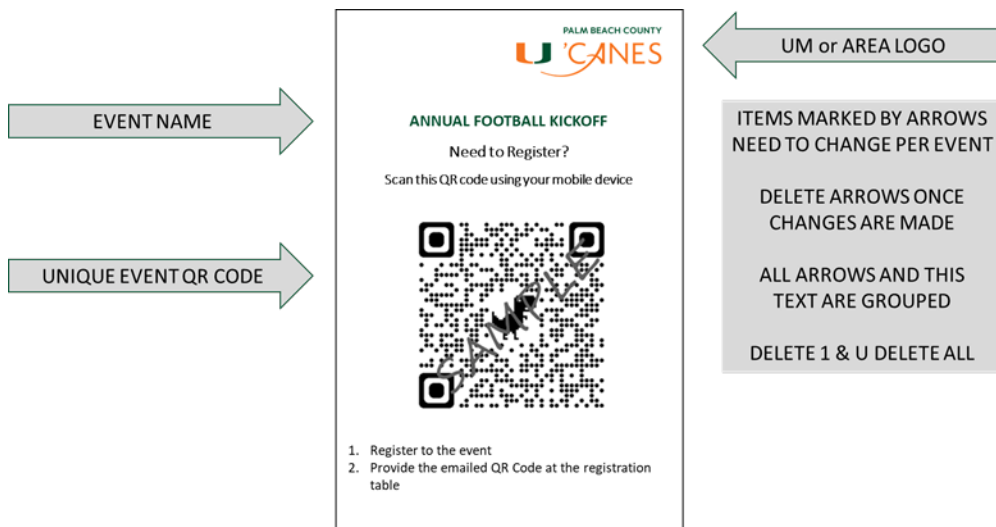 PALM BEACH COUNTY
U 'CANES
UM or AREA LOGO
EVENT NAME
ANNUAL FOOTBALL KICKOFF
Need to Register?
Scan this QR code using your mobile device
ITEMS MARKED BY ARROWS
NEED TO CHANGE PER EVENT
DELETE ARROWS ONCE
CHANGES ARE MADE
ALL ARROWS AND THIS
TEXT ARE GROUPED
DELETE 1 & U DELETE ALL
UNIQUE EVENT QR CODE
SAMPLE
1. Register to the event
2. Provide the emailed QR Code at the registration
table